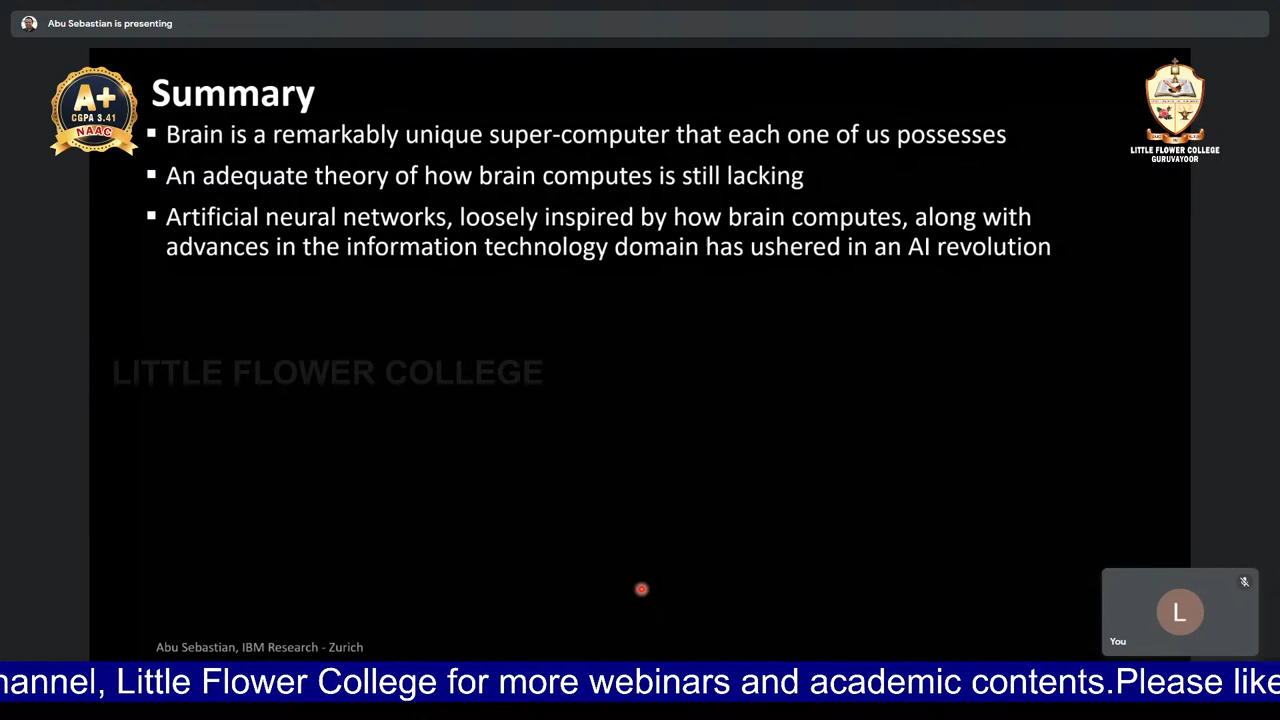 Abu Sebastian is presenting
A+
CGPA 3.41
NAAC
Summary
▪ Brain is a remarkably unique super-computer that each one of us possesses
▪ An adequate theory of how brain computes is still lacking
▪ Artificial neural networks, loosely inspired by how brain computes, along with
advances in the information technology domain has ushered in an AI revolution
LITTLE FLOWER COLLEGE
GURUVAYOOR
LITTLE FLOWER COLLEGE
L
You
Abu Sebastian, IBM Research - Zurich
hannel, Little Flower College for more webinars and academic contents.Please like